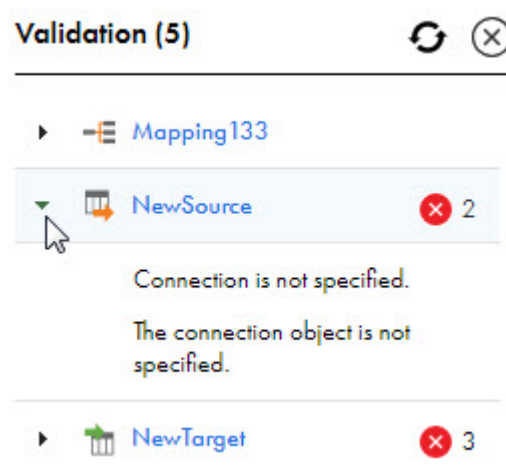 Validation (5)
Mapping133
NewSource 2
Connection is not specified.
The connection object is not
specified.
NewTarget 3